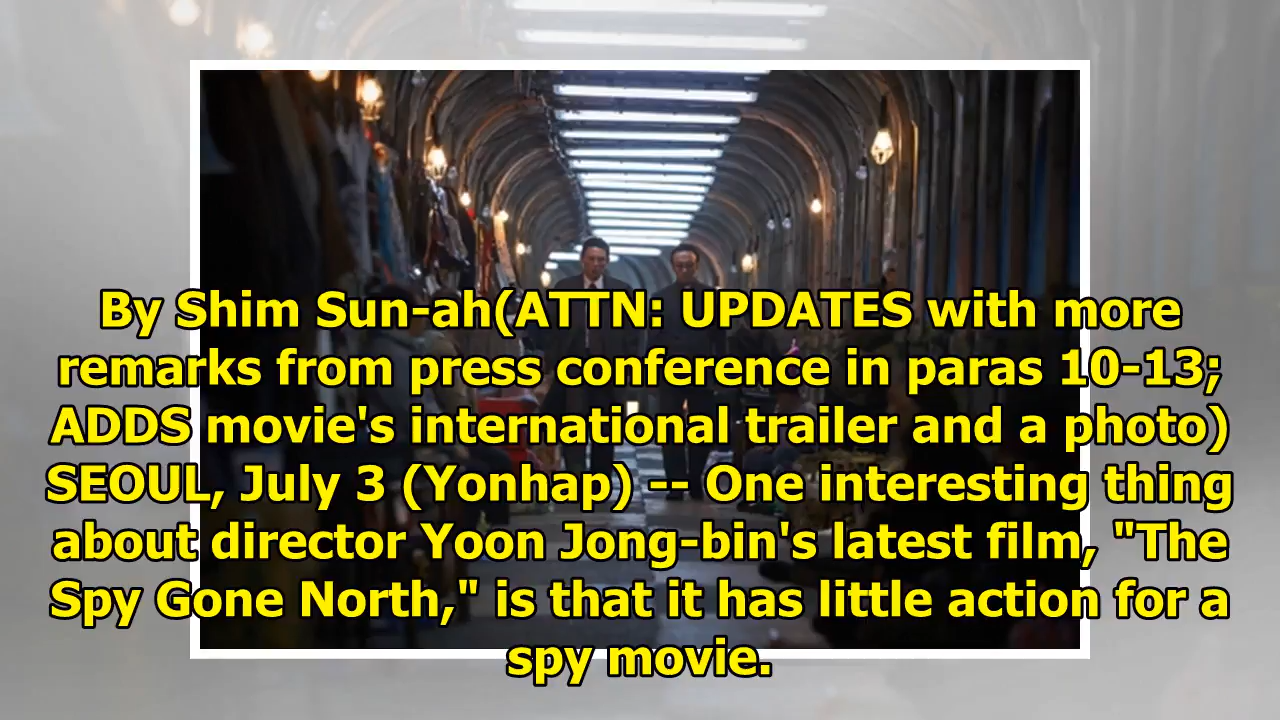 By Shim Sun-ah(ATTN: UPDATES with more
remarks from press conference in paras 10-13;
ADDS movie's international trailer and a photo)
SEOUL, July 3 (Yonhap) -- One interesting thing
about director Yoon Jong-bin's latest film, "The
Spy Gone North," is that it has little action for a
spy movie.